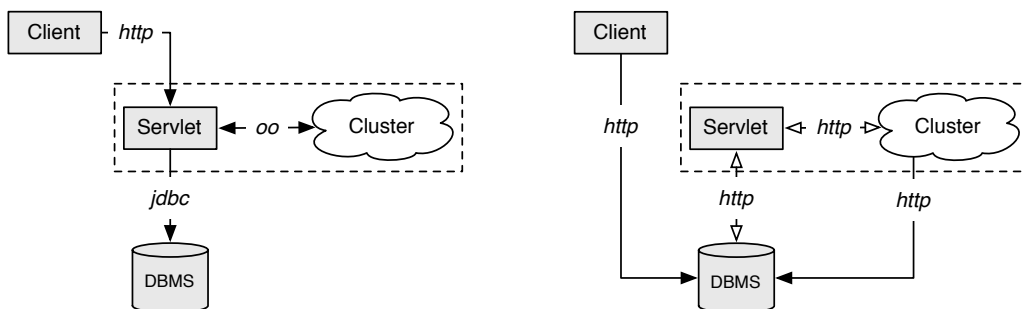 Client
http
Servlet
oo
Cluster
jdbc
DBMS
Client
http
Servlet
http
Cluster
http
http
DBMS